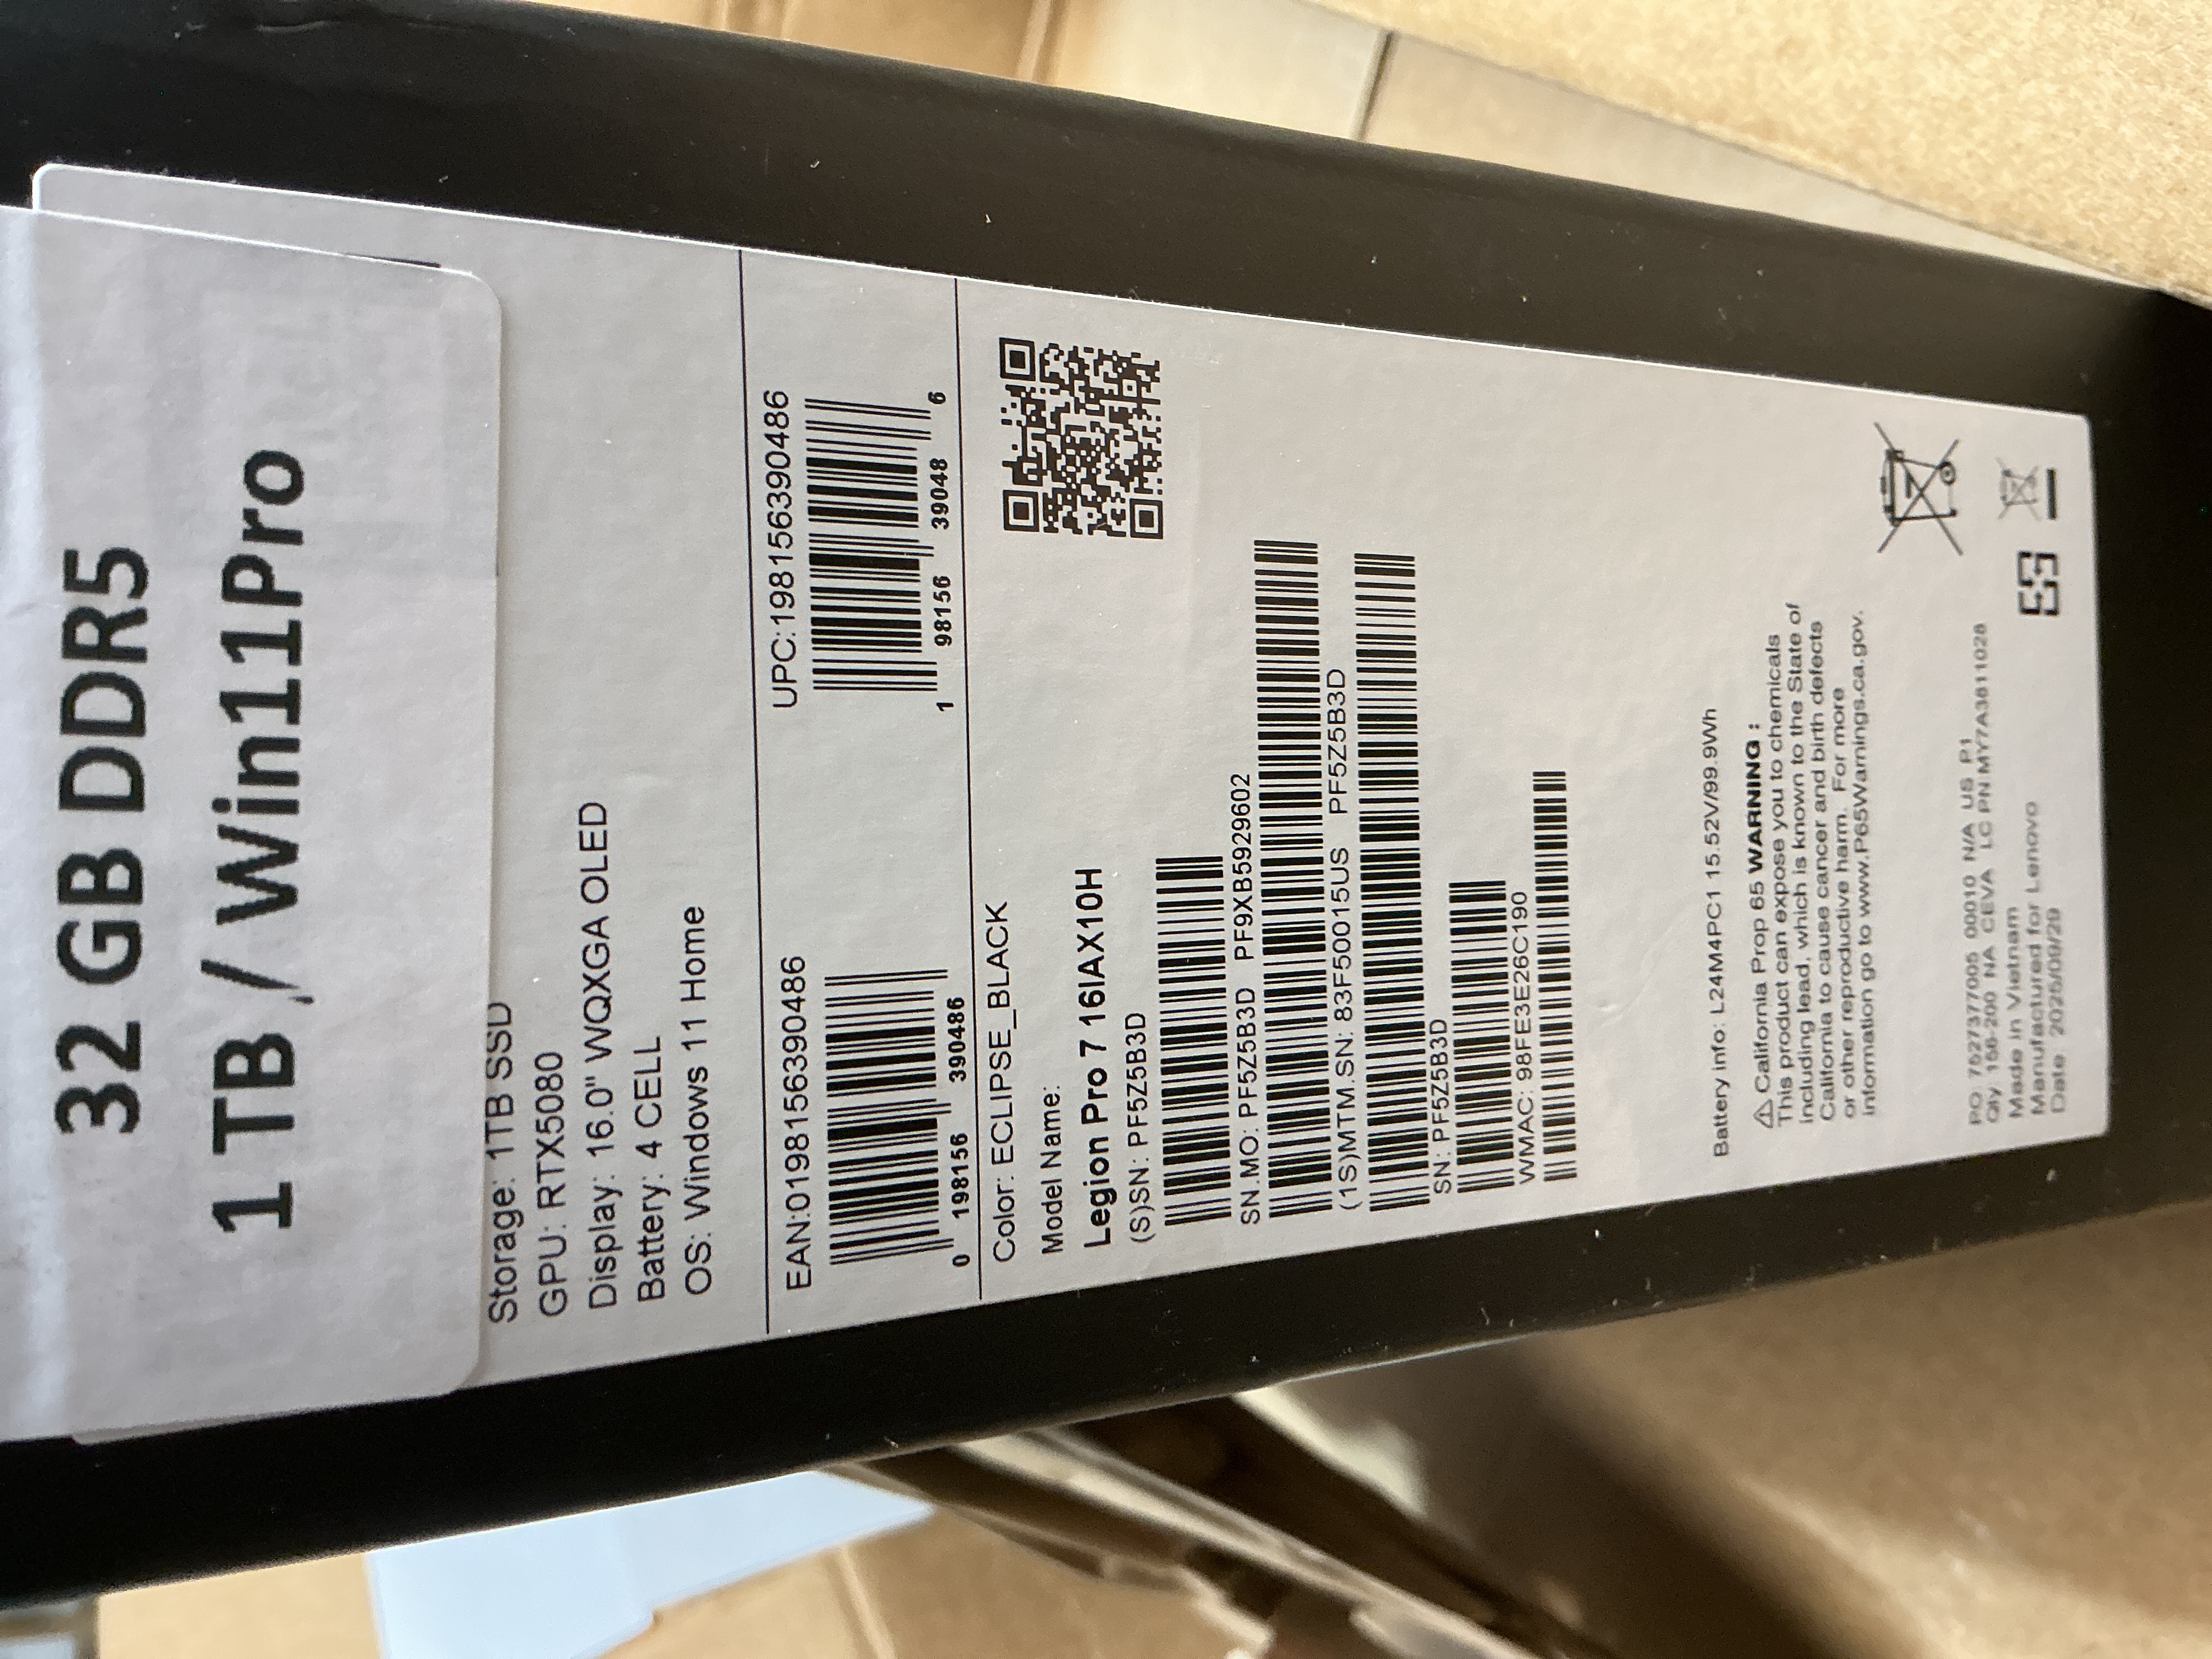 32 GB DDR5
1 TB / Win11Pro
Storage: 1TB SSD
GPU: RTX5080
Display: 16.0" WQXGA OLED
Battery: 4 CELL
OS: Windows 11 Home
EAN:0198156390486
0 198156 390486
UPC:198156390486
1 98156 39048 6
Color: ECLIPSE_BLACK
Model Name:
Legion Pro 7 16IAX10H
(S)SN: PF5Z5B3D
SN.MO: PF5Z5B3D PF9XB5929602
(1S)MTM.SN: 83F50015US PF5Z5B3D
SN: PF5Z5B3D
WMAC: 98FE3E26C190
Battery info: L24M4PC1 15.52V/99.9Wh
⚠California Prop 65 WARNING :
This product can expose you to chemicals
including lead, which is known to the State of
California to cause cancer and birth defects
or other reproductive harm. For more
information go to www.P65Warnings.ca.gov.
PO 7527377005 00010 N/A US P1
Qty 156-200 NA CEVA LC PN MY7A3811028
Made in Vietnam
Manufactured for Lenovo
Date 2025/09/29